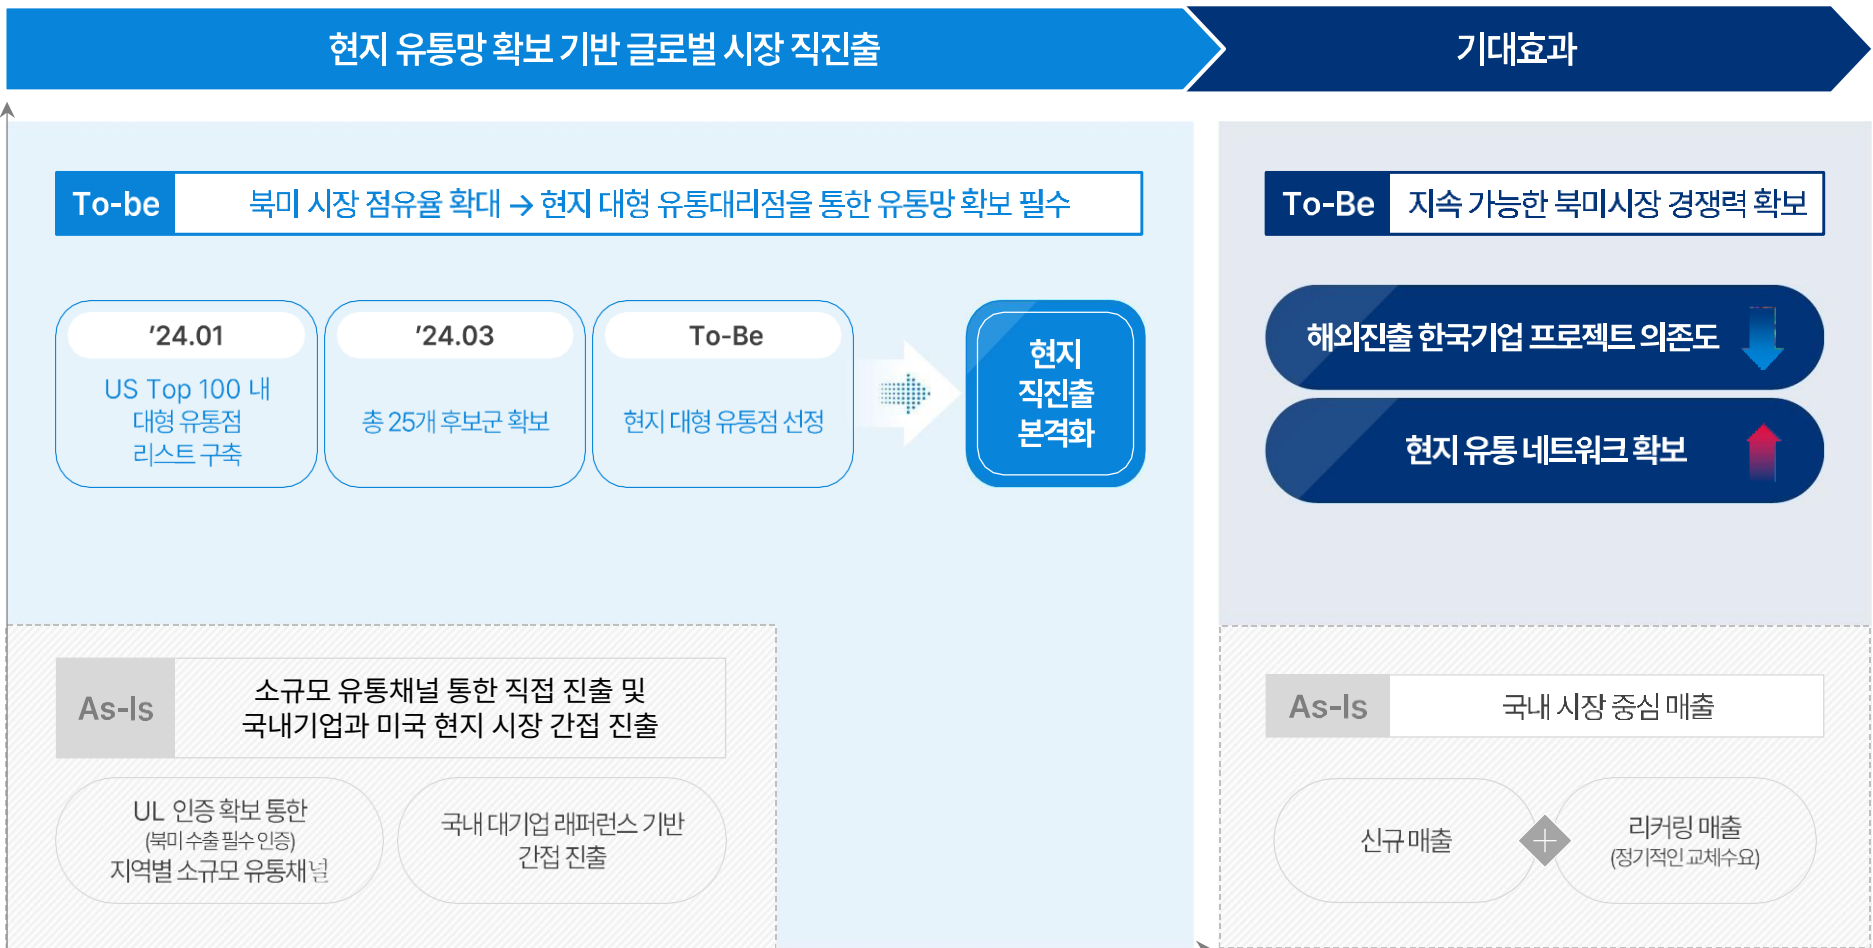 현지 유통망 확보 기반 글로벌 시장 직진출
기대효과
To-be
북미 시장 점유율 확대 → 현지 대형 유통대리점을 통한 유통망 확보 필수
’24.01
US Top 100 내
대형 유통점
리스트 구축
’24.03
총 25개 후보군 확보
To-Be
현지 대형 유통점 선정
현지
직진출
본격화
To-Be
지속 가능한 북미시장 경쟁력 확보
해외진출 한국기업 프로젝트 의존도
현지 유통 네트워크 확보
As-Is
소규모 유통채널 통한 직접 진출 및
국내기업과 미국 현지 시장 간접 진출
UL 인증 확보 통한
(북미 수출 필수 인증)
지역별 소규모 유통채널
국내 대기업 래퍼런스 기반
간접 진출
As-Is
국내 시장 중심 매출
신규 매출
+
리커링 매출
(정기적인 교체수요)